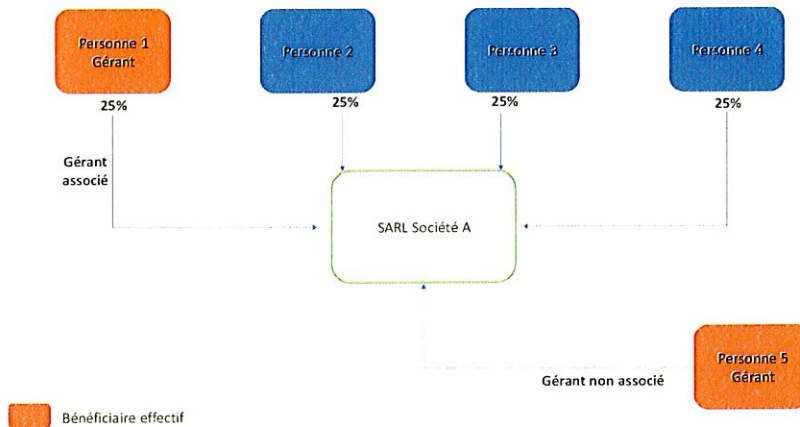 Personne 1
Gérant
Personne 2
Personne 3
Personne 4
25%
25%
25%
25%
Gérant
associé
SARL Société A
Personne 5
Gérant
Gérant non associé
Bénéficiaire effectif